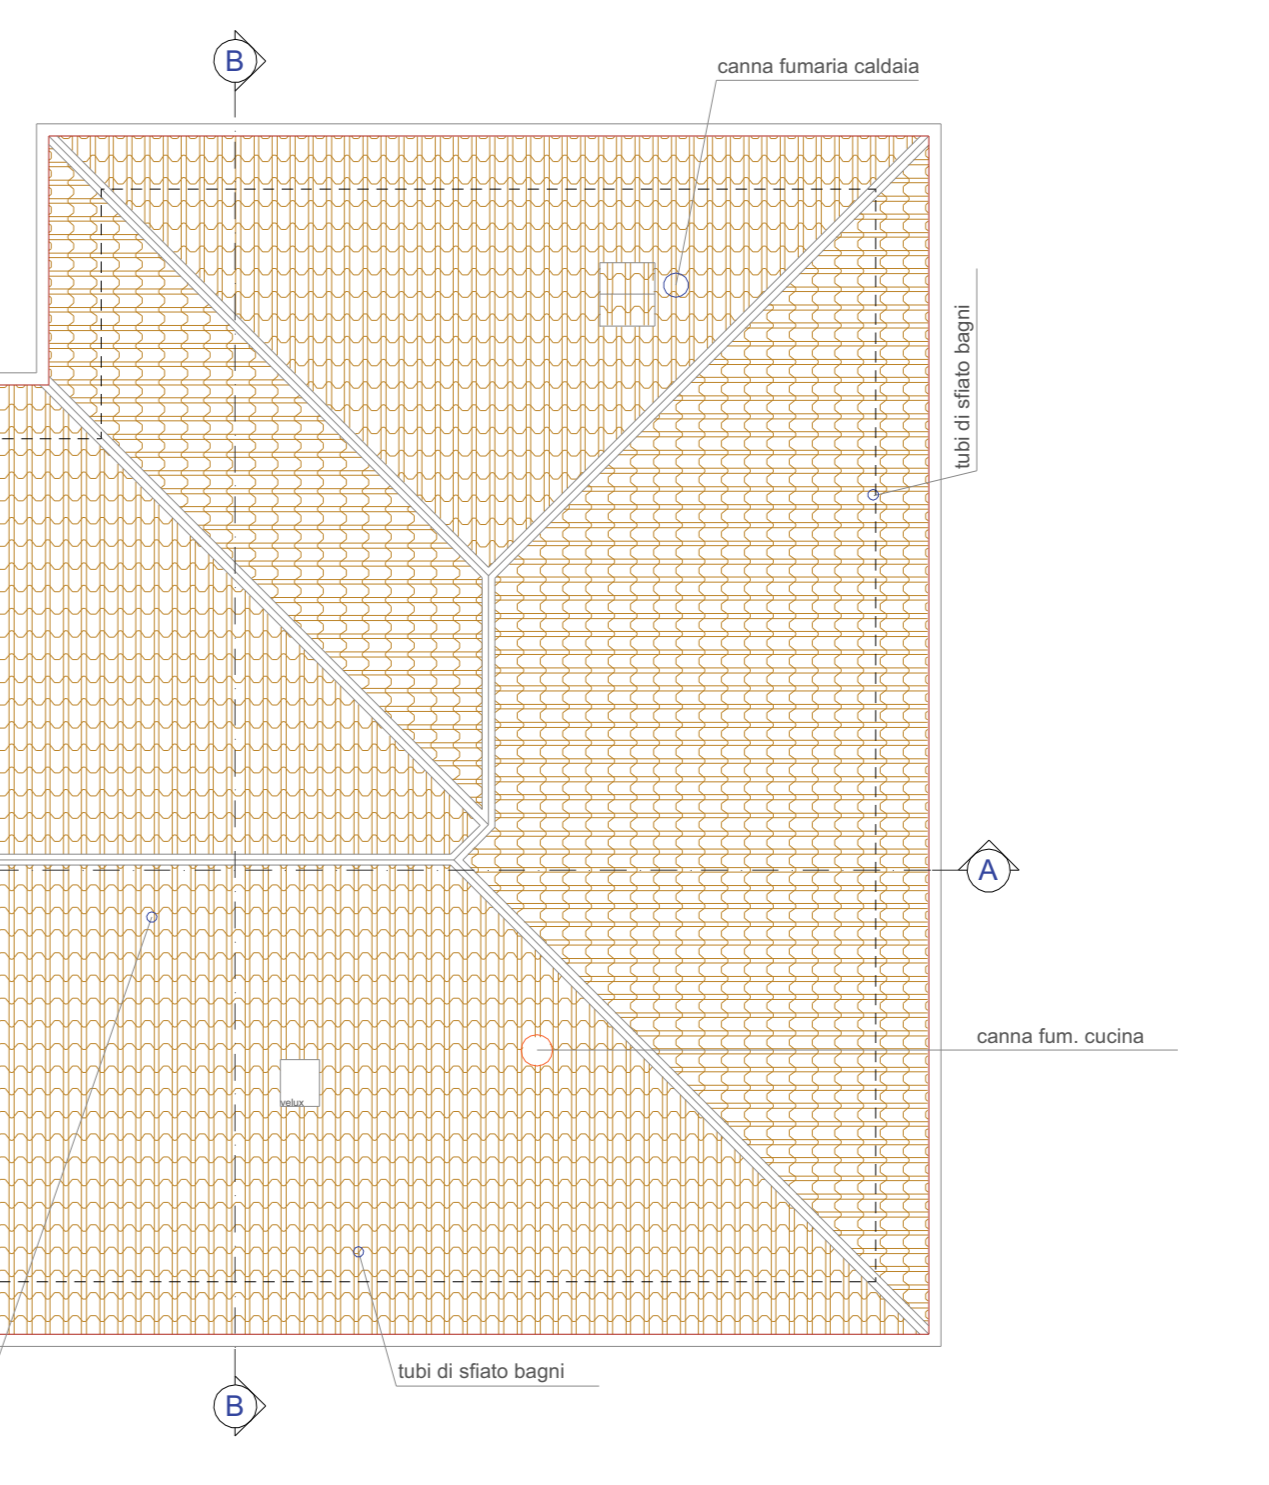 B
canna fumaria caldaia
tubi di sfiato bagni
A
canna fum. cucina
velux
tubi di sfiato bagni
B